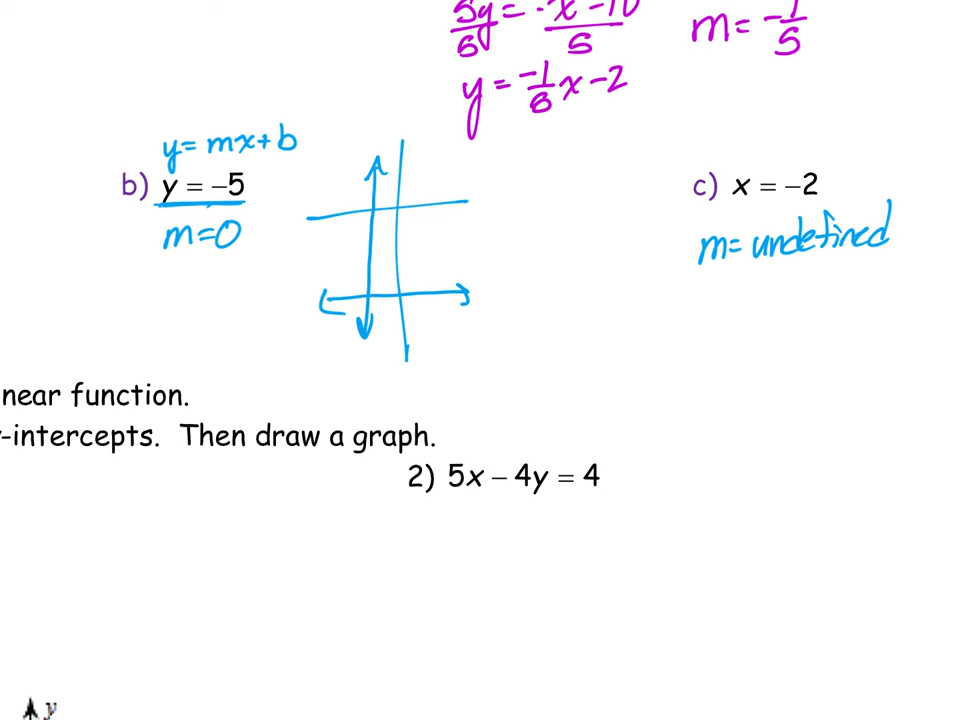 5y = -x - 10 m = -1/5
5 5
y = -1/5 x - 2
y = mx + b
b) y = -5 c) x = -2
m = 0 m = undefined
near function.
-intercepts. Then draw a graph.
2) 5x - 4y = 4
y